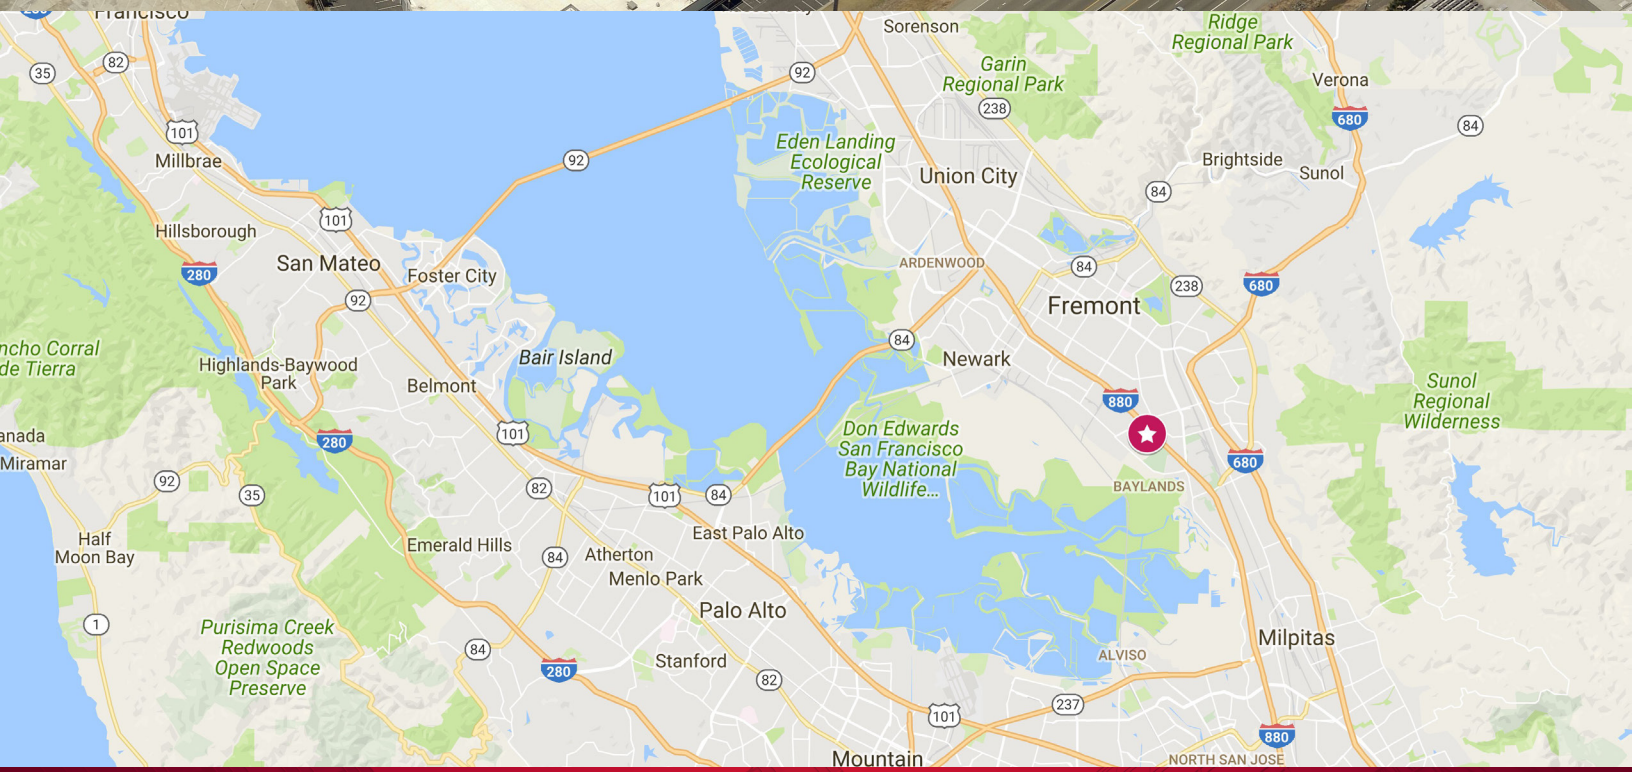 Francisco
Sorenson
Ridge
Regional Park
82
35
92
Garin
Regional Park
Verona
238
680
84
101
Millbrae
92
Eden Landing
Ecological
Reserve
Union City
Brightside
Sunol
84
101
Hillsborough
San Mateo
280
Foster City
ARDENWOOD
84
238
680
92
Fremont
84
ncho Corral
de Tierra
Highlands-Baywood
Park
Bair Island
Belmont
Newark
880
Sunol
Regional
Wilderness
anada
Miramar
280
101
Don Edwards
San Francisco
Bay National
Wildlife...
680
92
35
82
101
84
BAYLANDS
Half
Moon Bay
Emerald Hills
84
Atherton
East Palo Alto
Menlo Park
Palo Alto
1
Purisima Creek
Redwoods
Open Space
Preserve
84
280
Stanford
82
Milpitas
ALVISO
237
101
880
Mountain
NORTH SAN JOSE